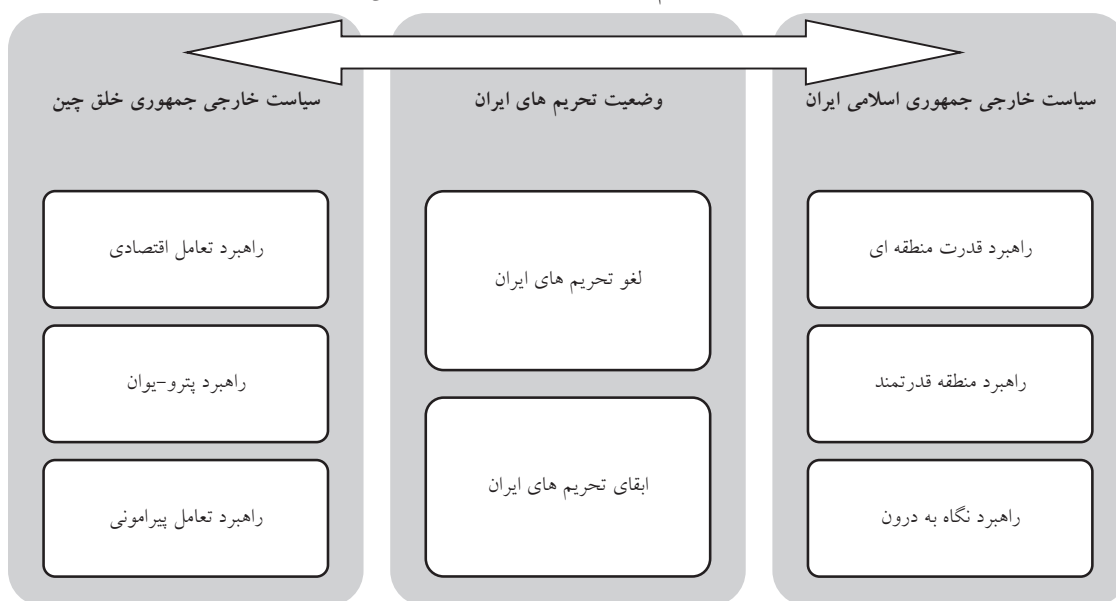 سیاست خارجی جمهوری اسلامی ایران
راهبرد قدرت منطقه ای
راهبرد منطقه قدرتمند
راهبرد نگاه به درون
وضعیت تحریم های ایران
لغو تحریم های ایران
ابقای تحریم های ایران
سیاست خارجی جمهوری خلق چین
راهبرد تعامل اقتصادی
راهبرد پترو-یوان
راهبرد تعامل پیرامونی